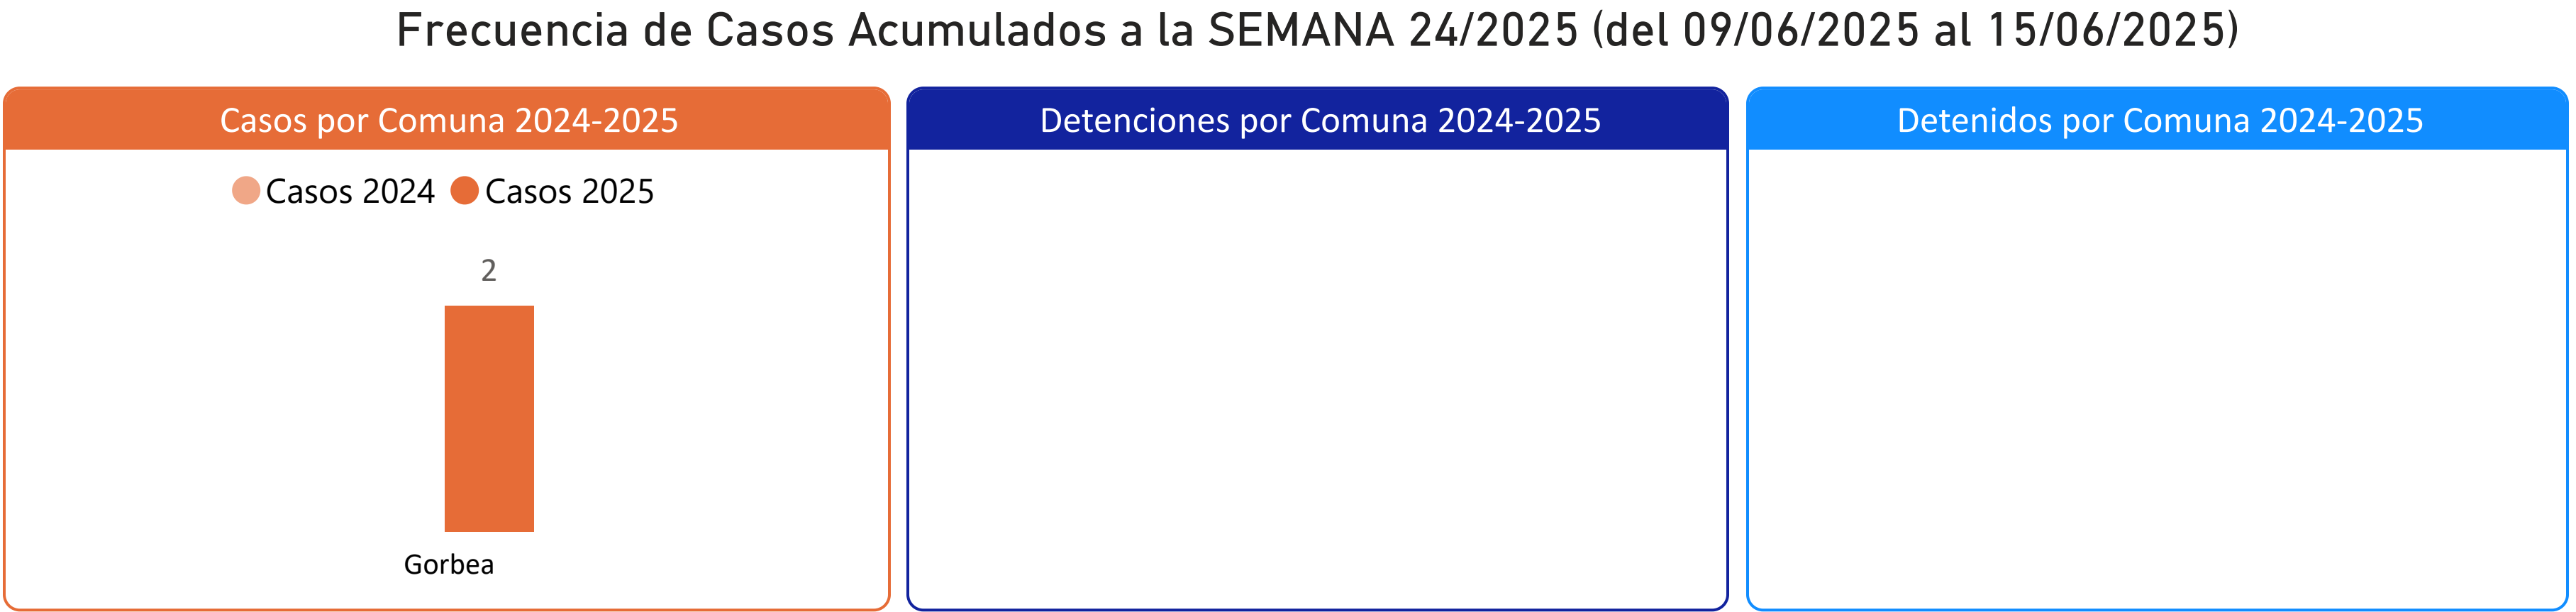 Frecuencia de Casos Acumulados a la SEMANA 24/2025 (del 09/06/2025 al 15/06/2025)
Casos por Comuna 2024-2025
Casos 2024 Casos 2025
2
Gorbea
Detenciones por Comuna 2024-2025
Detenidos por Comuna 2024-2025